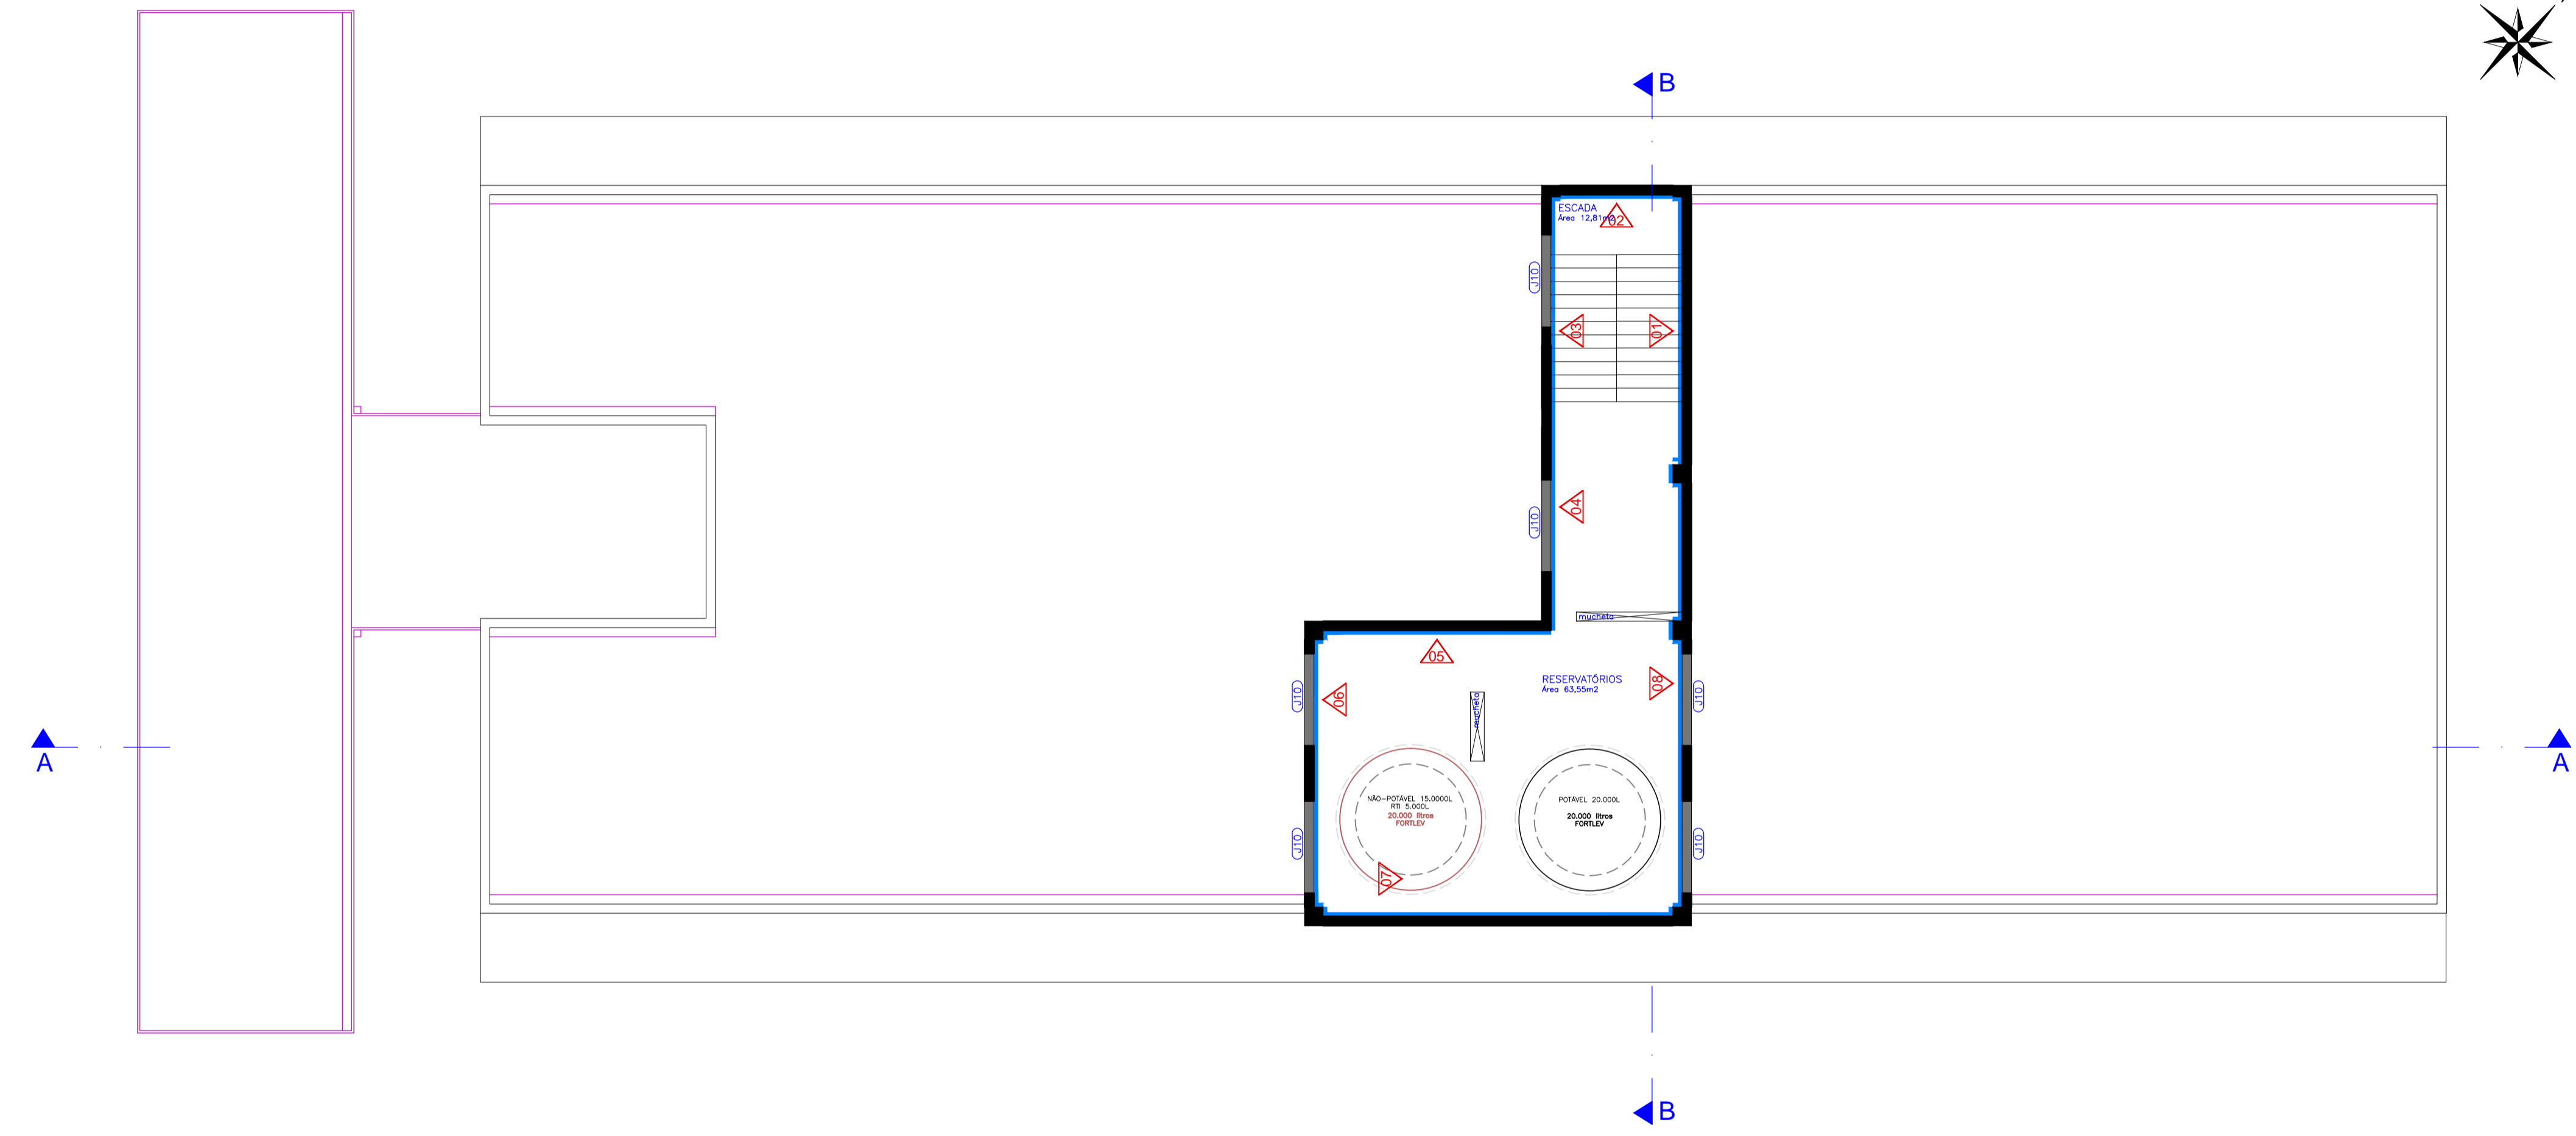 B
ESCADA
Área 12,81m2
02
J10
03
01
J10
04
mucheta
05
RESERVATÓRIOS
Área 63,55m2
08
J10
06
mucheta
J10
A
A
NÃO-POTÁVEL 15.0000L
RTI 5.000L
20.000 litros
FORTLEV
POTÁVEL 20.000L
20.000 litros
FORTLEV
J10
07
J10
B